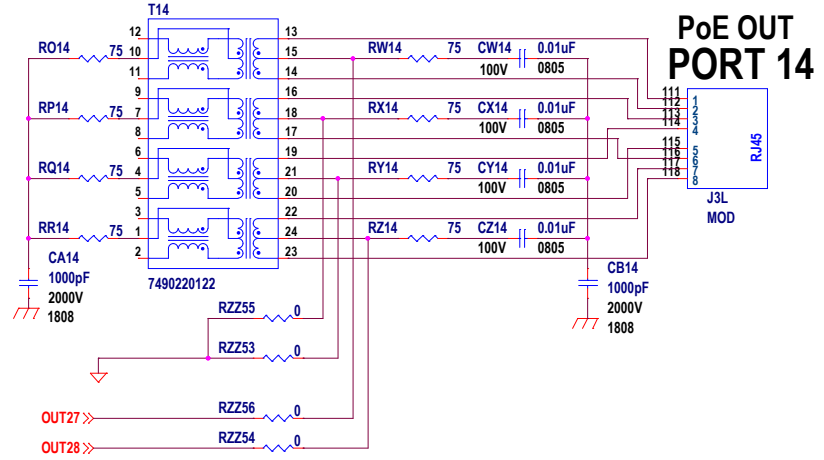 T14
PoE OUT
PORT 14
12 13
RO14 75 10 15 RW14 75 CW14 0.01uF
11 14 100V 0805
9 16
RP14 75 7 18 RX14 75 CX14 0.01uF
8 17 100V 0805
6 19
RQ14 75 4 21 RY14 75 CY14 0.01uF
5 20 100V 0805
3 22
RR14 75 1 24 RZ14 75 CZ14 0.01uF
2 23 100V 0805
111 1
112 2
113 3
114 4
115 5
116 6
117 7
118 8
RJ45
J3L
MOD
CA14
1000pF
2000V
1808
7490220122
CB14
1000pF
2000V
1808
RZZ55 0
RZZ53 0
RZZ56 0
OUT27
RZZ54 0
OUT28